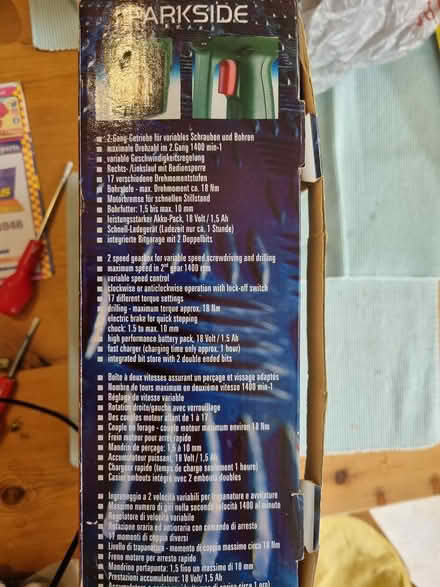 PARKSIDE
2-Gang-Getriebe für variables Schrauben und Bohren
maximale Drehzahl im 2.Gang 1400 min-1
variable Geschwindigkeitsregelung
Rechts-/Linkslauf mit Bediensperre
17 verschiedene Drehmomentstufen
Bohrstufe - max. Drehmoment ca. 18 Nm
Motorbremse für schnellen Stillstand
Bohrfutter: 1,5 bis max. 10 mm
leistungsstarker Akku-Pack, 18 Volt / 1,5 Ah
Schnell-Ladegerät (Ladezeit nur ca. 1 Stunde)
integrierte Bitgarage mit 2 Doppelbits
2 speed gearbox for variable speed screwdriving and drilling
maximum speed in 2nd gear 1400 min
variable speed control
clockwise or anticlockwise operation with lock-off switch
17 different torque settings
drilling - maximum torque approx. 18 Nm
electric brake for quick stopping
chuck: 1.5 to max. 10 mm
high performance battery pack, 18 Volt / 1.5 Ah
fast charger (charging time only approx. 1 hour)
integrated bit store with 2 double ended bits
Boîte à deux vitesses assurant un perçage et vissage adaptés
Nombre de tours maximum en deuxième vitesse 1400 min-1
Réglage de vitesse variable
Rotation droite/gauche avec verrouillage
Des couples moteur allant de 1 à 17
Couple en forage - couple moteur maximum environ 18 Nm
Frein moteur pour arrêt rapide
Mandrin de perçage: 1,5 à 10 mm
Accumulateur puissant, 18 Volt / 1,5 Ah
Chargeur rapide (temps de charge seulement 1 heure)
Casier embouts intégré avec 2 embouts doubles
Ingranaggio a 2 velocità variabili per trapanature e avvitature
Massimo numero di giri nella seconda velocità 1400 al minuto
Regolatore di velocità variabile
Rotazione oraria ed antioraria con comando di arresto
17 momenti di coppia diversi
Livello di trapanatura - momento di coppia massimo circa 18 Nm
Freno motore per arresto rapido
Mandrino portapunta: 1,5 fino un massimo di 10 mm
Prestazioni accumulatore: 18 Volt / 1,5 Ah